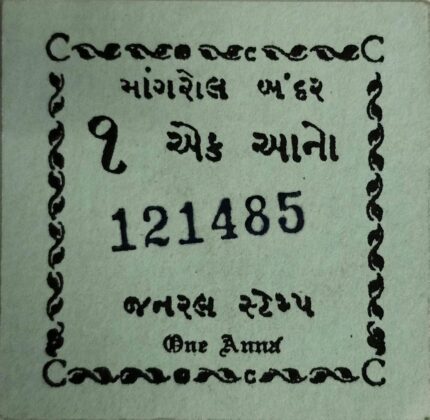 માંગરોલ બંદર
૧ એક આનો
121485
જનરલ સ્ટેમ્પ
One Anna